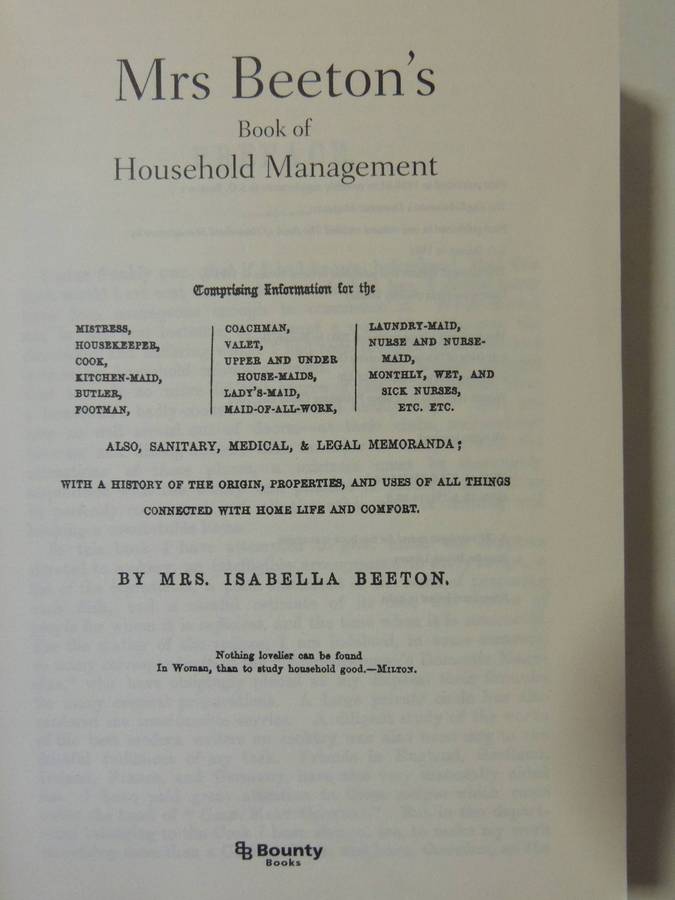 Mrs Beeton's
Book of
Household Management
Comprising Information for the
MISTRESS,
HOUSEKEEPER,
COOK,
KITCHEN-MAID,
BUTLER,
FOOTMAN,
COACHMAN,
VALET,
UPPER AND UNDER
HOUSE-MAIDS,
LADY'S-MAID,
MAID-OF-ALL-WORK,
LAUNDRY-MAID,
NURSE AND NURSE-
MAID,
MONTHLY, WET, AND
SICK NURSES,
ETC. ETC.
ALSO, SANITARY, MEDICAL, & LEGAL MEMORANDA;
WITH A HISTORY OF THE ORIGIN, PROPERTIES, AND USES OF ALL THINGS
CONNECTED WITH HOME LIFE AND COMFORT.
BY MRS. ISABELLA BEETON.
Nothing lovelier can be found
In Woman, than to study household good.—MILTON.
Bounty
Books